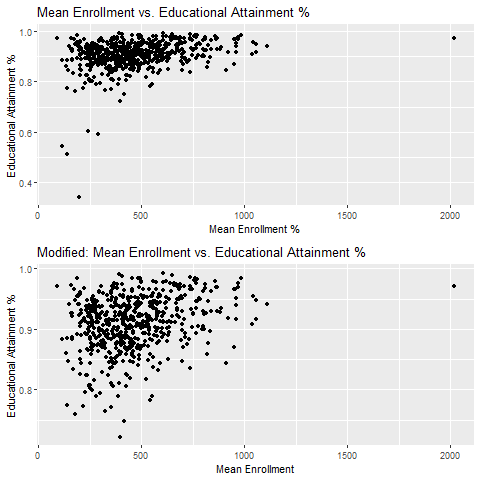 Mean Enrollment vs. Educational Attainment %
1.0
0.8
0.6
0.4
Educational Attainment %
0
500
1000
1500
2000
Mean Enrollment %
Modified: Mean Enrollment vs. Educational Attainment %
1.0
0.9
0.8
Educational Attainment %
0
500
1000
1500
2000
Mean Enrollment